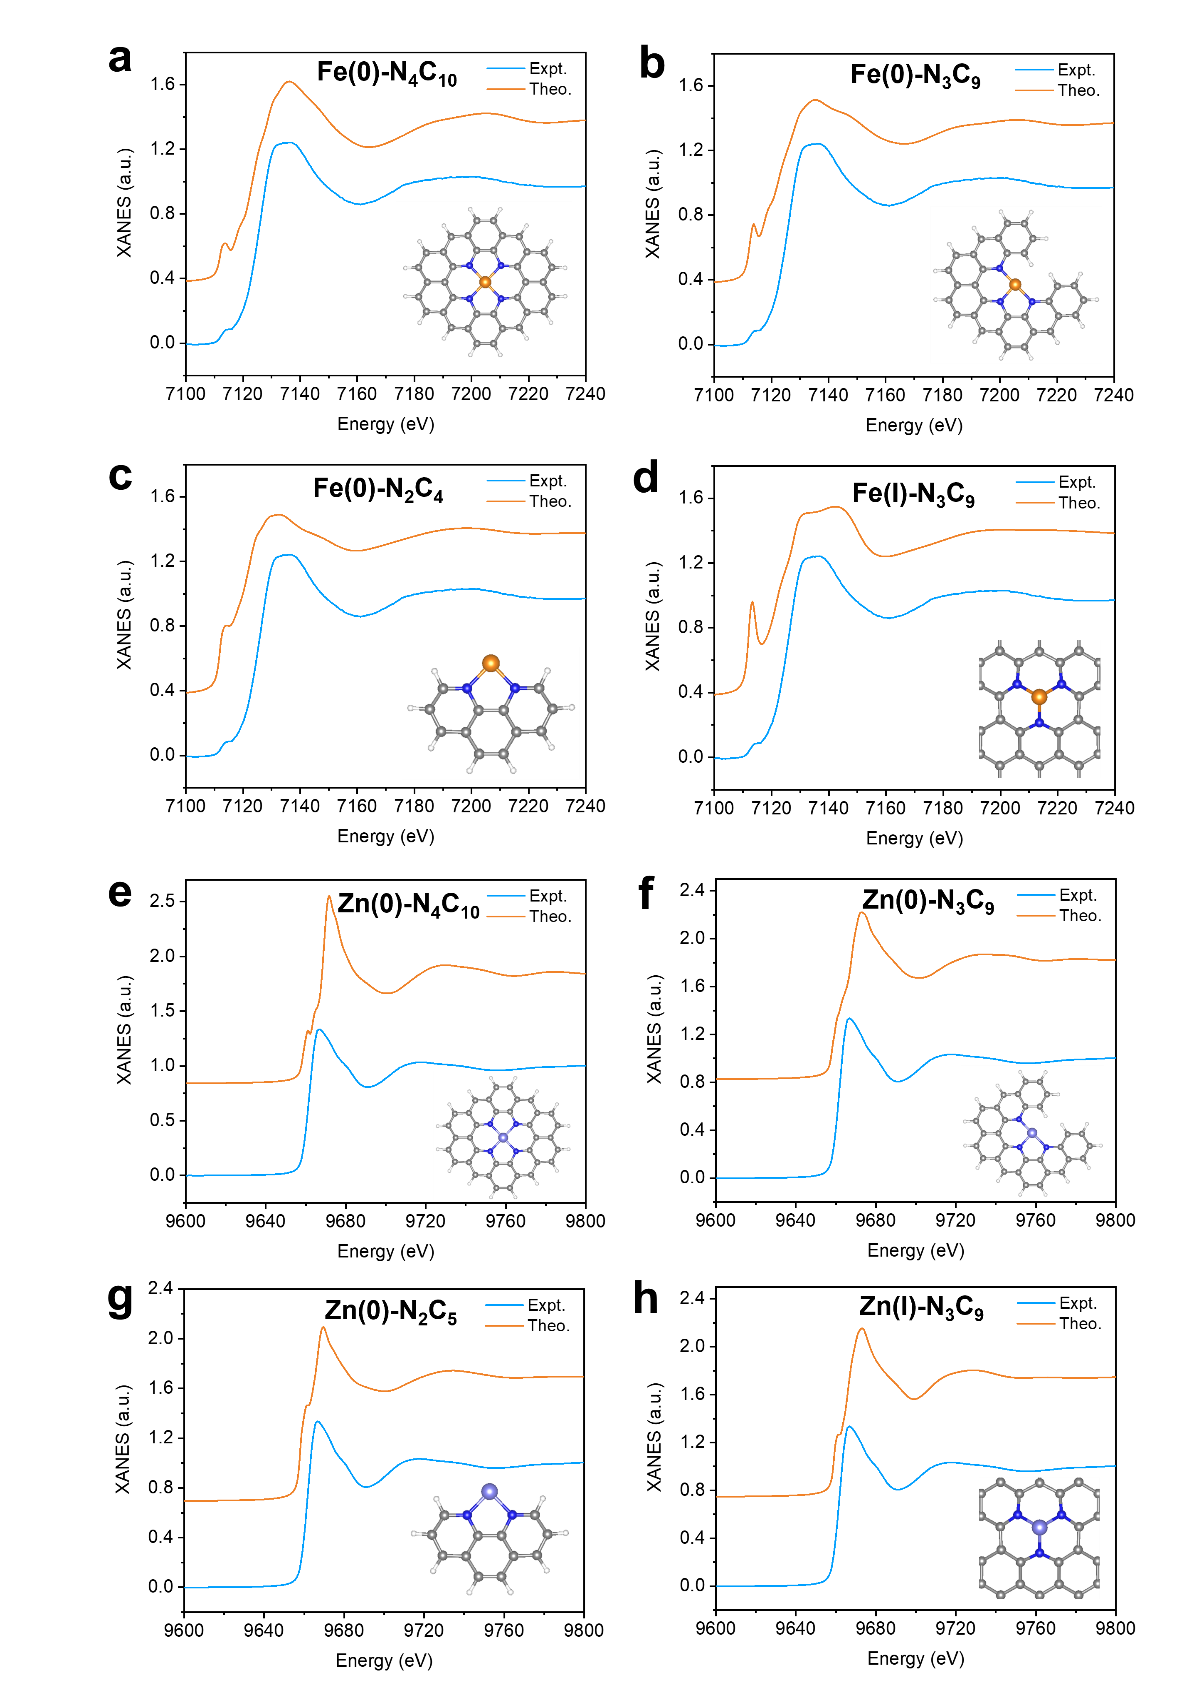 a
Fe(0)-N₄C₁₀
Expt.
Theo.
XANES (a.u.)
1.6
1.2
0.8
0.4
0.0
7100 7120 7140 7160 7180 7200 7220 7240
Energy (eV)
b
Fe(0)-N₃C₉
Expt.
Theo.
XANES (a.u.)
1.6
1.2
0.8
0.4
0.0
7100 7120 7140 7160 7180 7200 7220 7240
Energy (eV)
c
Fe(0)-N₂C₄
Expt.
Theo.
XANES (a.u.)
1.6
1.2
0.8
0.4
0.0
7100 7120 7140 7160 7180 7200 7220 7240
Energy (eV)
d
Fe(I)-N₃C₉
Expt.
Theo.
XANES (a.u.)
1.6
1.2
0.8
0.4
0.0
7100 7120 7140 7160 7180 7200 7220 7240
Energy (eV)
e
Zn(0)-N₄C₁₀
Expt.
Theo.
XANES (a.u.)
2.5
2.0
1.5
1.0
0.5
0.0
9600 9640 9680 9720 9760 9800
Energy (eV)
f
Zn(0)-N₃C₉
Expt.
Theo.
XANES (a.u.)
2.4
2.0
1.6
1.2
0.8
0.4
0.0
9600 9640 9680 9720 9760 9800
Energy (eV)
g
Zn(0)-N₂C₅
Expt.
Theo.
XANES (a.u.)
2.4
2.0
1.6
1.2
0.8
0.4
0.0
9600 9640 9680 9720 9760 9800
Energy (eV)
h
Zn(I)-N₃C₉
Expt.
Theo.
XANES (a.u.)
2.4
2.0
1.6
1.2
0.8
0.4
0.0
9600 9640 9680 9720 9760 9800
Energy (eV)